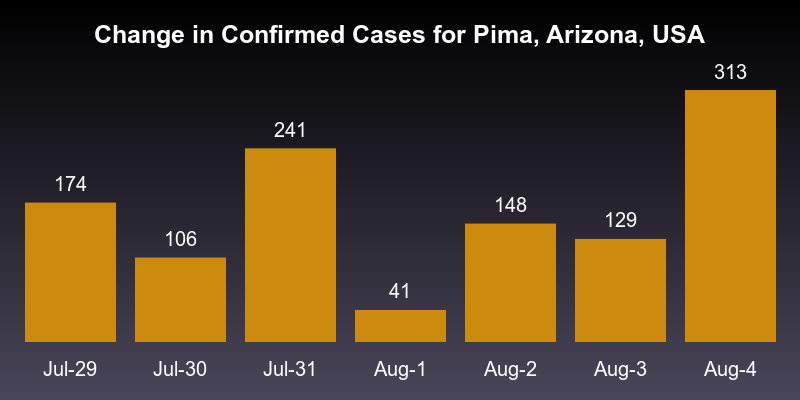 Change in Confirmed Cases for Pima, Arizona, USA
174
106
241
41
148
129
313
Jul-29
Jul-30
Jul-31
Aug-1
Aug-2
Aug-3
Aug-4